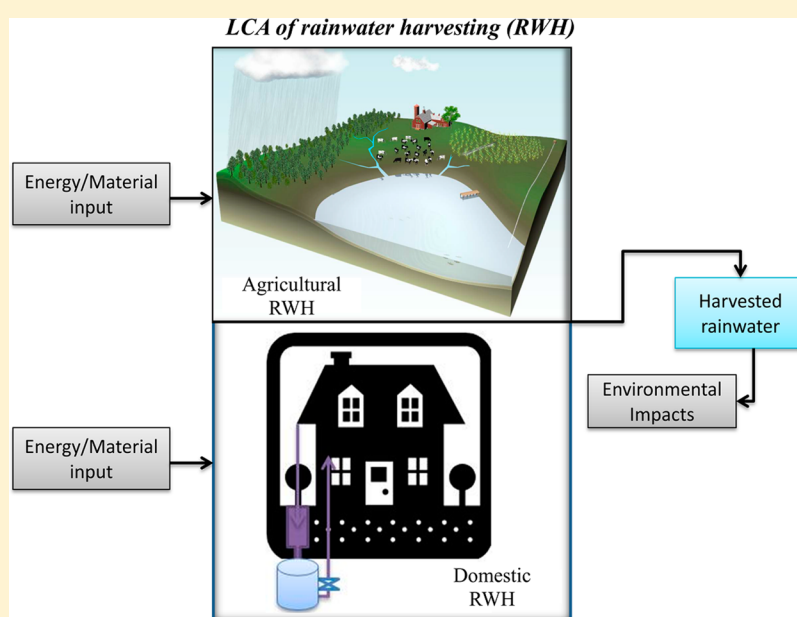 LCA of rainwater harvesting (RWH)
Energy/Material
input
Agricultural
RWH
Harvested
rainwater
Environmental
Impacts
Energy/Material
input
Domestic
RWH